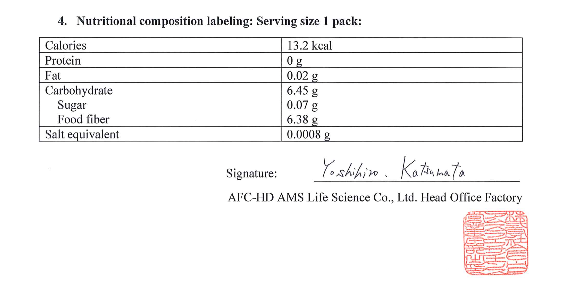 4. Nutritional composition labeling: Serving size 1 pack:
Calories 13.2 kcal
Protein 0 g
Fat 0.02 g
Carbohydrate 6.45 g
Sugar 0.07 g
Food fiber 6.38 g
Salt equivalent 0.0008 g
Signature: Yoshihiro. Katsumata
AFC-HD AMS Life Science Co., Ltd. Head Office Factory